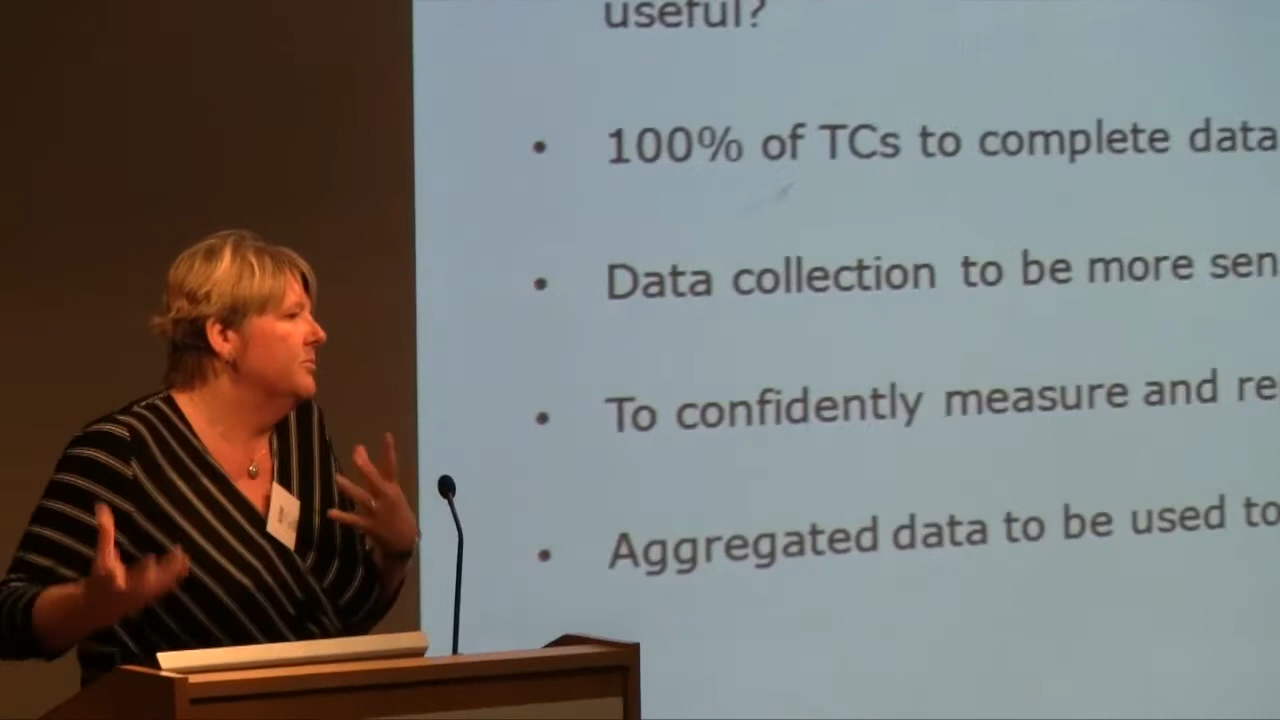 useful?
• 100% of TCs to complete data
• Data collection to be more sen
• To confidently measure and re
• Aggregated data to be used to